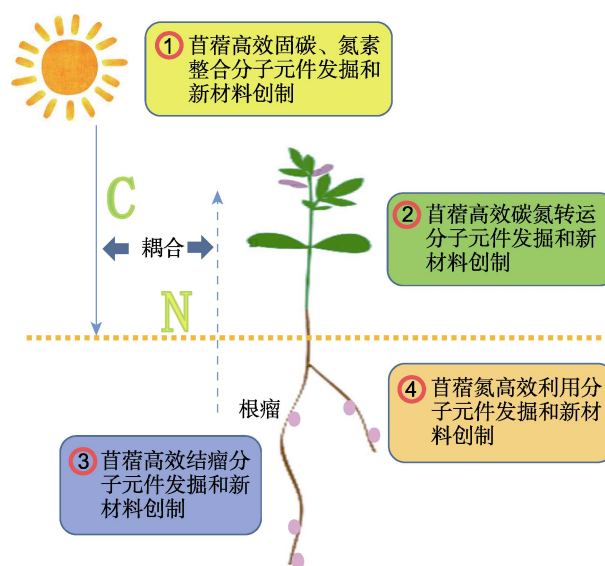 ① 苜蓿高效固碳、氮素
整合分子元件发掘和
新材料创制
C
② 苜蓿高效碳氮转运
分子元件发掘和新
材料创制
耦合
N
④ 苜蓿氮高效利用分
子元件发掘和新材
料创制
根瘤
③ 苜蓿高效结瘤分
子元件发掘和新
材料创制